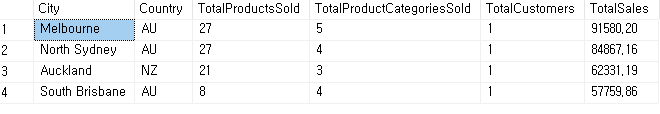 City Country TotalProductsSold TotalProductCategoriesSold TotalCustomers TotalSales
1 Melbourne AU 27 5 1 91580,20
2 North Sydney AU 27 4 1 84867,16
3 Auckland NZ 21 3 1 62331,19
4 South Brisbane AU 8 4 1 57759,86